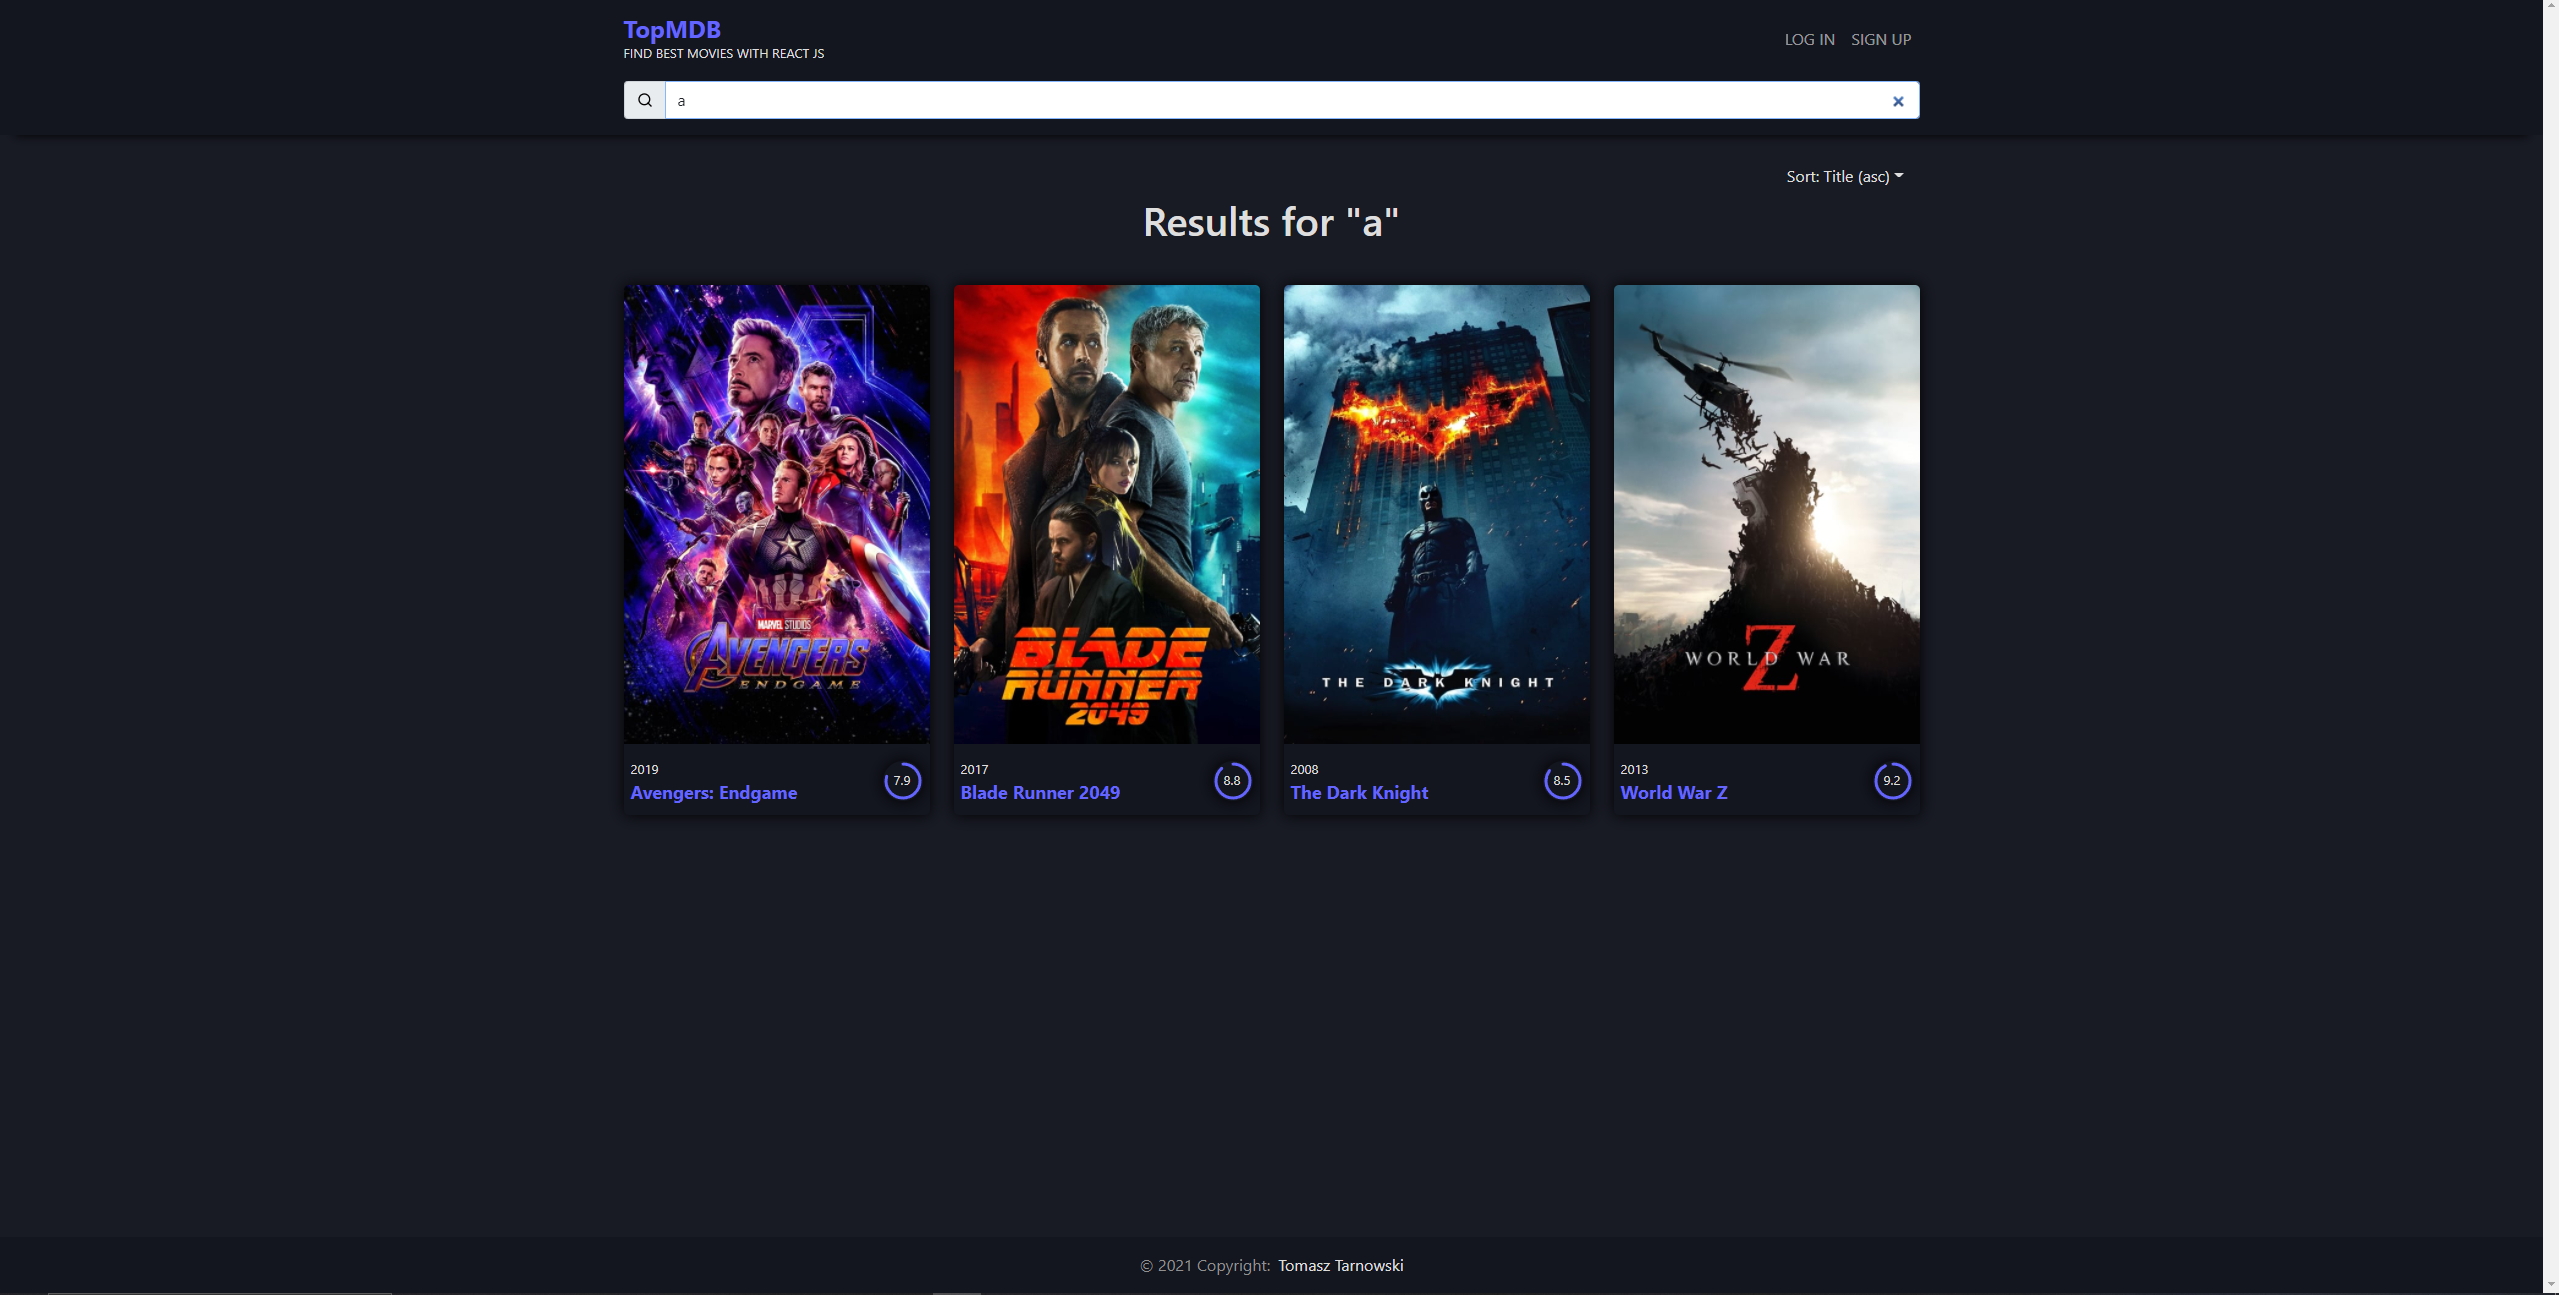 TopMDB
FIND BEST MOVIES WITH REACT JS
LOG IN SIGN UP
a
Sort: Title (asc)
Results for "a"
MARVEL STUDIOS
AVENGERS
ENDGAME
BLADE
RUNNER
2049
THE DARK KNIGHT
WORLD WAR
Z
2019
Avengers: Endgame
7.9
2017
Blade Runner 2049
8.8
2008
The Dark Knight
8.5
2013
World War Z
9.2
© 2021 Copyright: Tomasz Tarnowski